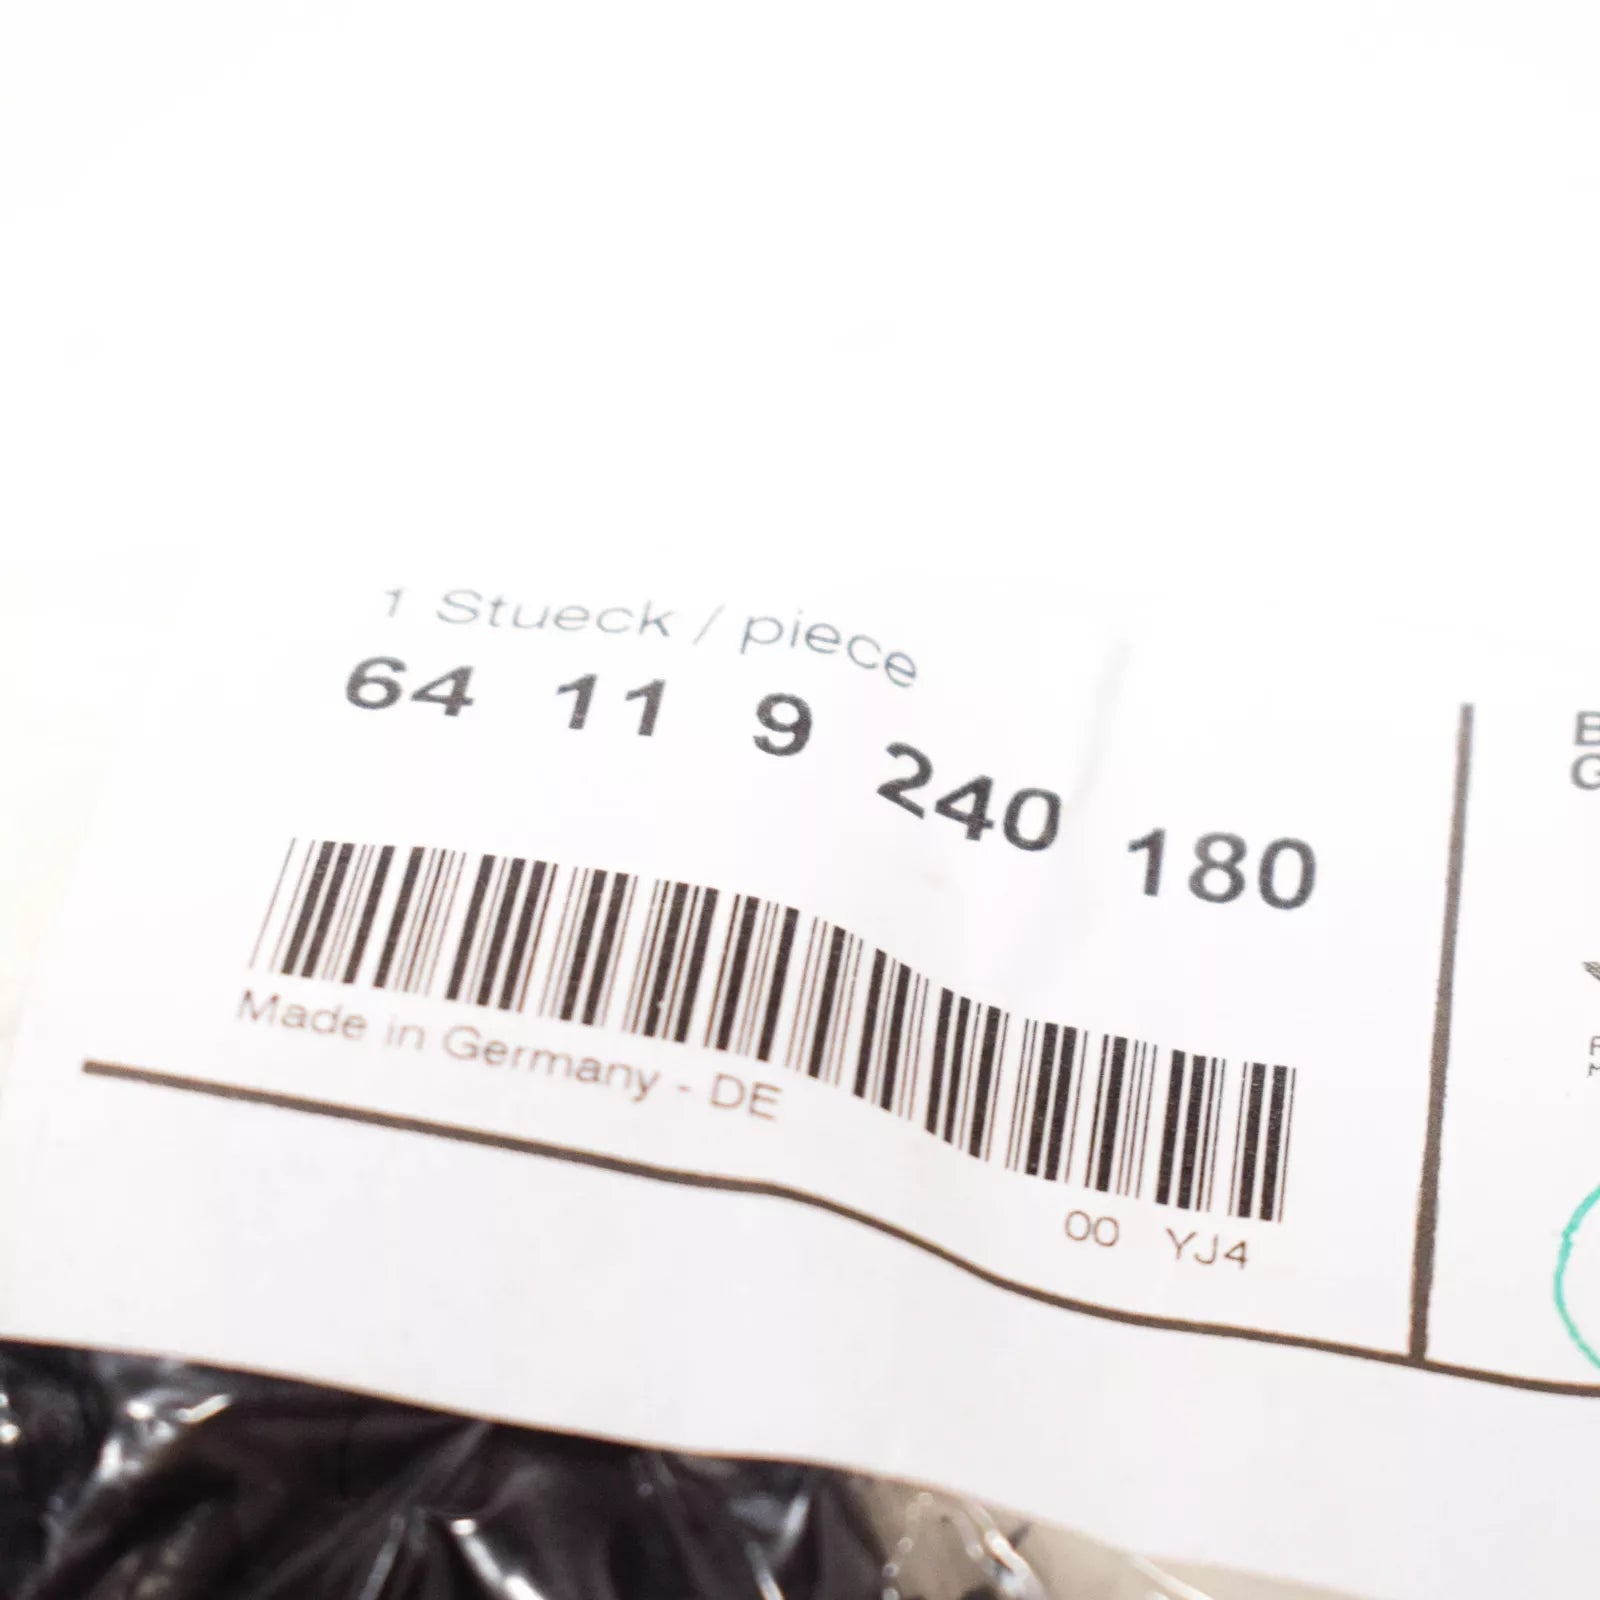 1 Stueck / piece
64 11 9 240 180
Made in Germany - DE
00 YJ4